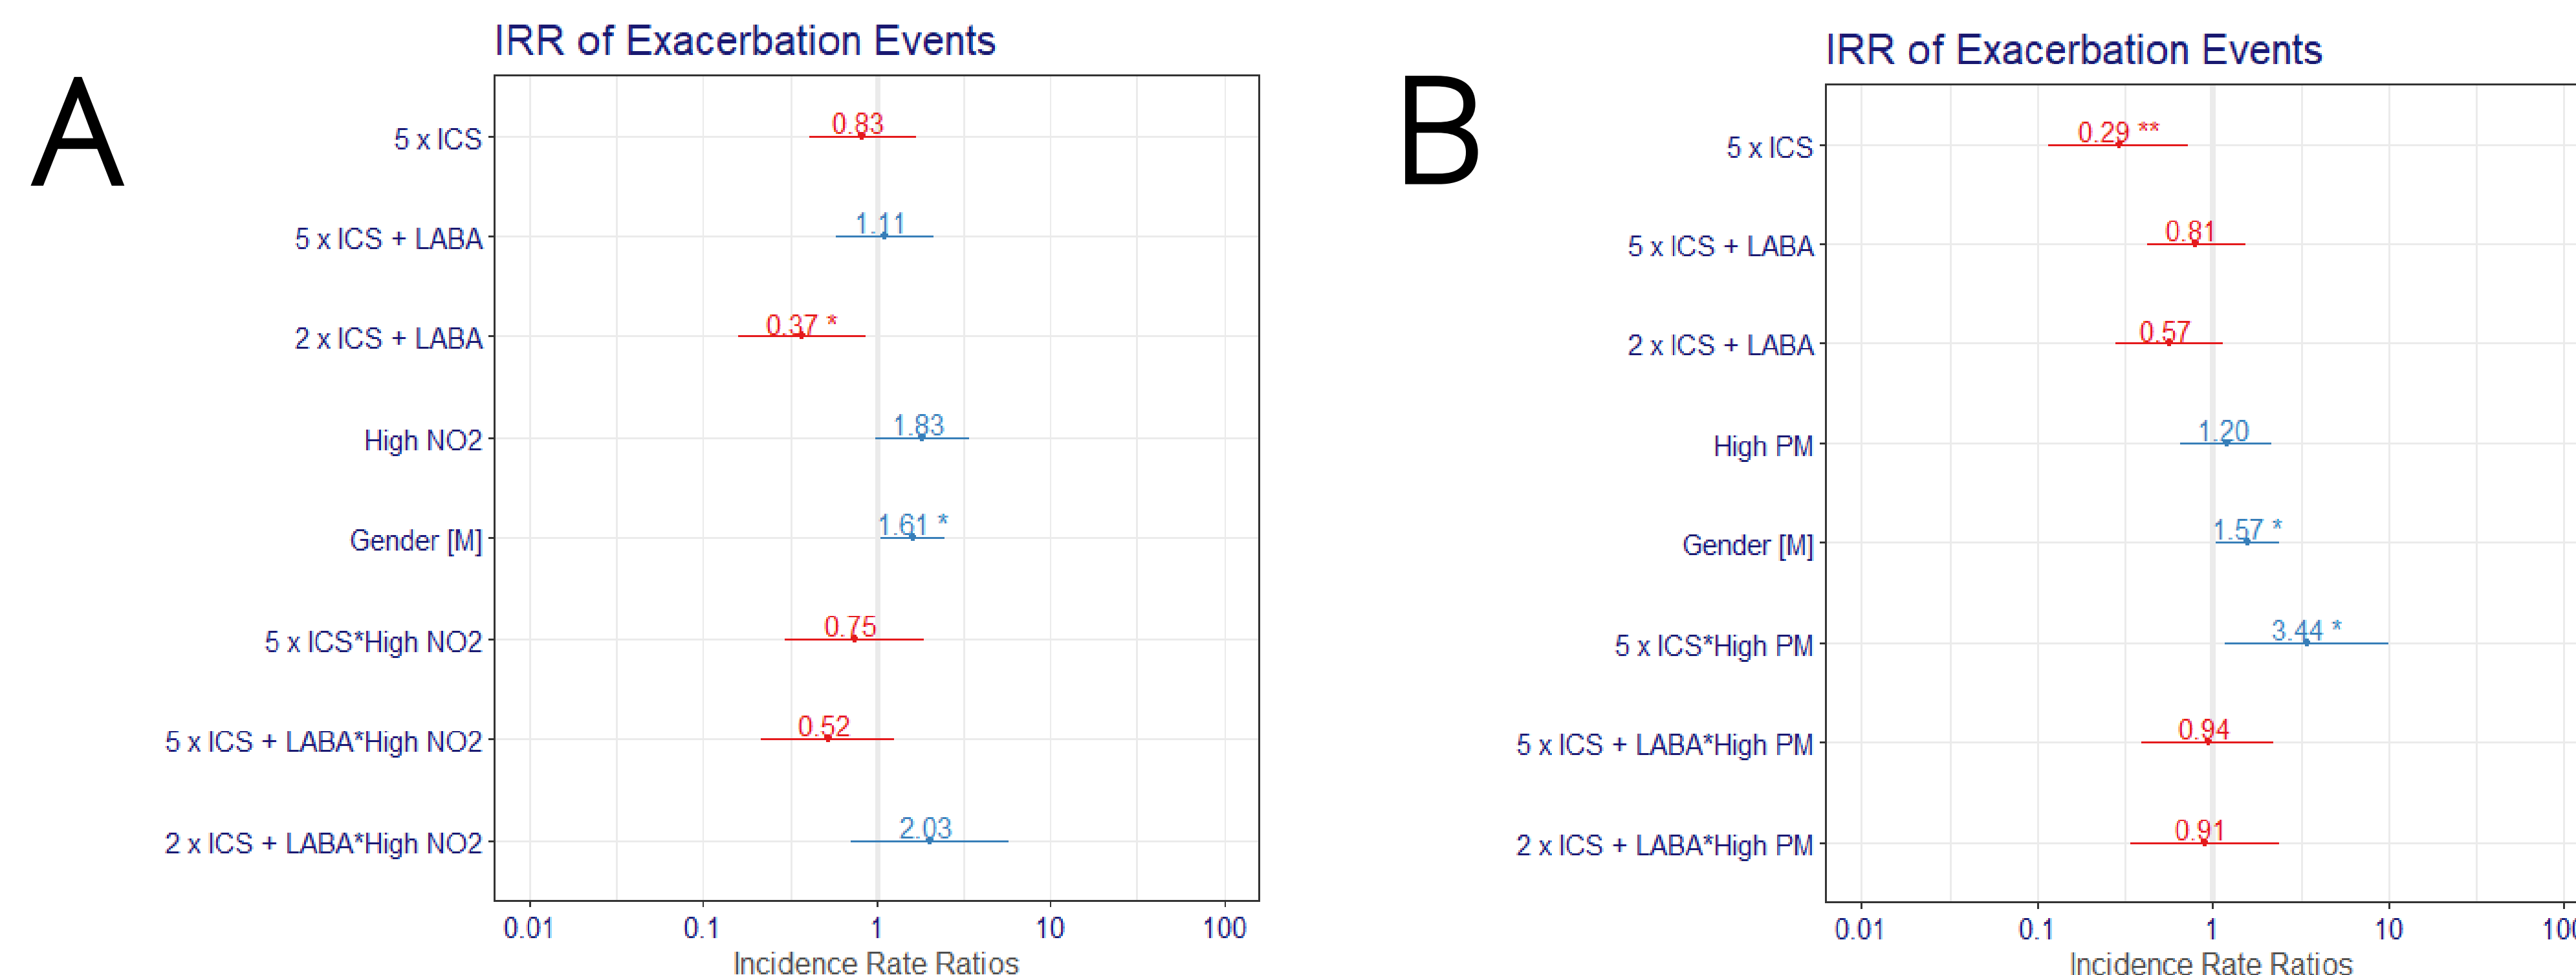 A
IRR of Exacerbation Events
5 x ICS
0.83
5 x ICS + LABA
1.11
2 x ICS + LABA
0.37 *
High NO2
1.83
Gender [M]
1.61 *
5 x ICS*High NO2
0.75
5 x ICS + LABA*High NO2
0.52
2 x ICS + LABA*High NO2
2.03
0.01 0.1 1 10 100
Incidence Rate Ratios
B
IRR of Exacerbation Events
5 x ICS
0.29 **
5 x ICS + LABA
0.81
2 x ICS + LABA
0.57
High PM
1.20
Gender [M]
1.57 *
5 x ICS*High PM
3.44 *
5 x ICS + LABA*High PM
0.94
2 x ICS + LABA*High PM
0.91
0.01 0.1 1 10
Incidence Rate Ratios